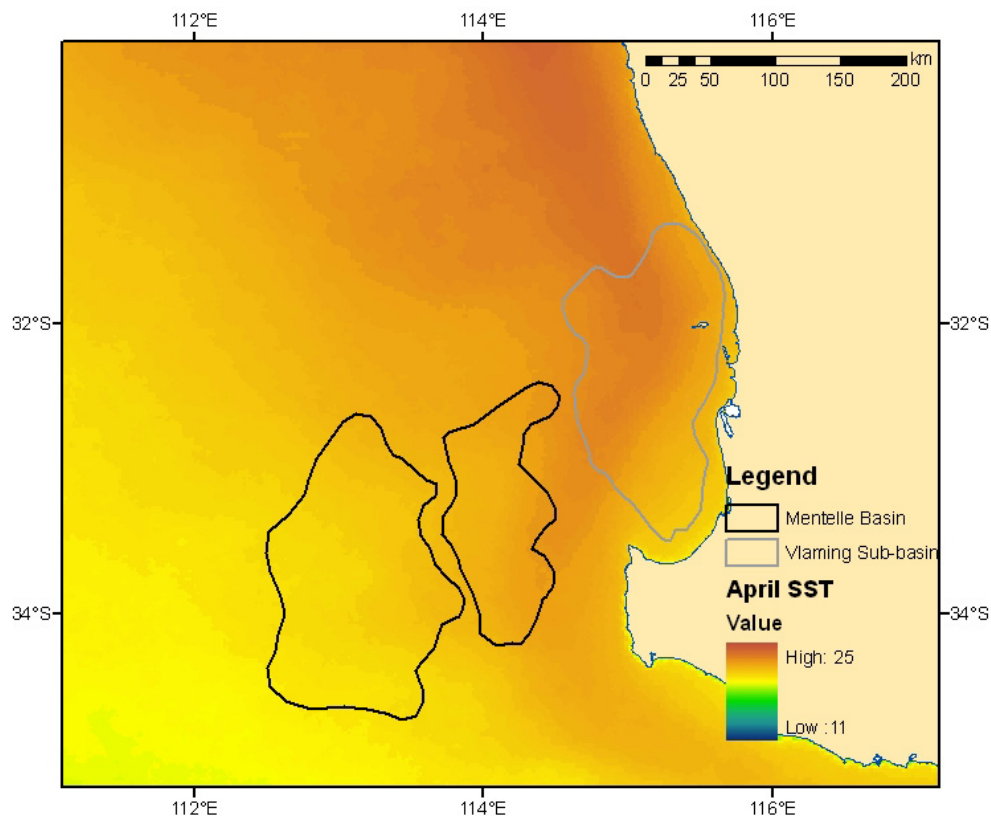 112°E 114°E 116°E
km
0 25 50 100 150 200
32°S 32°S
Legend
Mentelle Basin
Vlaming Sub-basin
April SST
34°S 34°S
Value
High: 25
Low :11
112°E 114°E 116°E